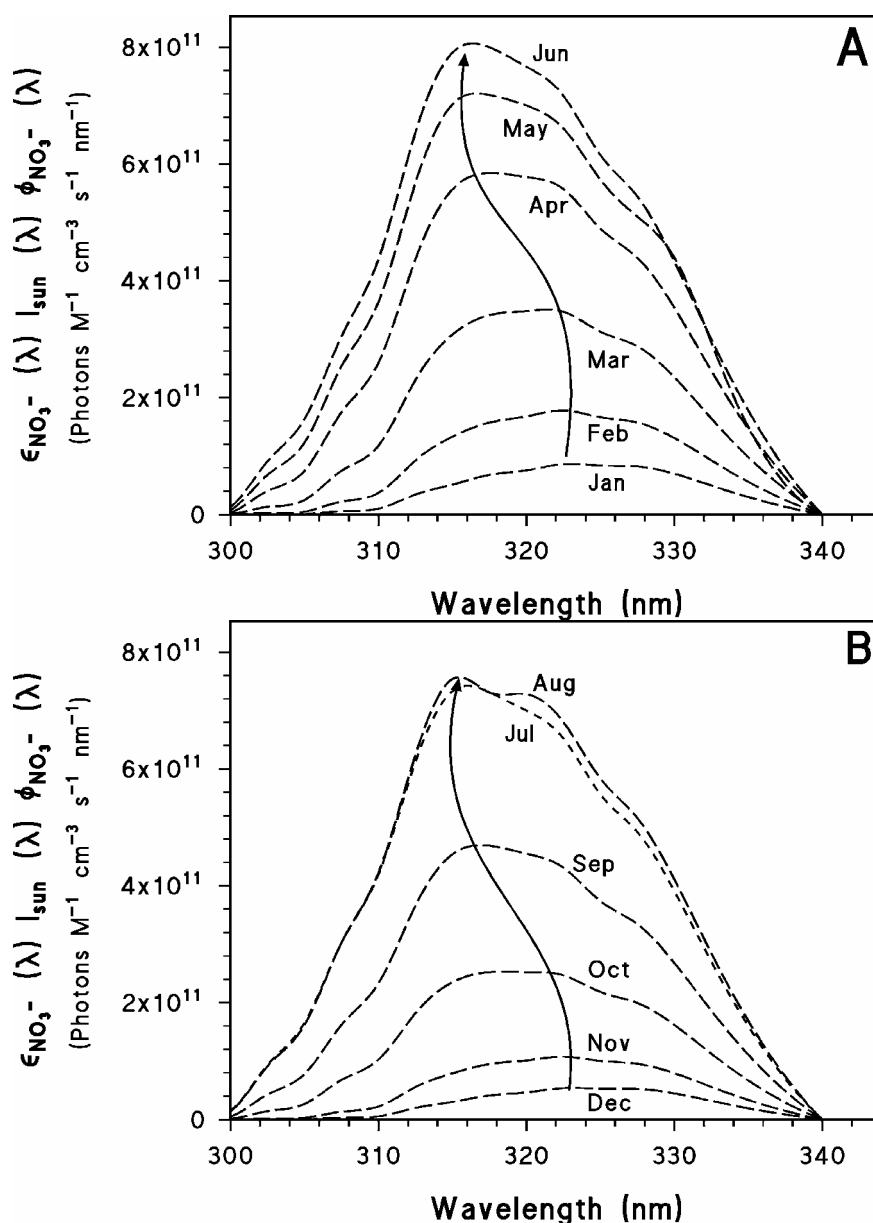 A
ϵNO₃⁻ (λ) Isun (λ) ϕNO₃⁻ (λ)
(Photons M⁻¹ cm⁻³ s⁻¹ nm⁻¹)
8x10¹¹
6x10¹¹
4x10¹¹
2x10¹¹
0
Jun
May
Apr
Mar
Feb
Jan
300 310 320 330 340
Wavelength (nm)
B
ϵNO₃⁻ (λ) Isun (λ) ϕNO₃⁻ (λ)
(Photons M⁻¹ cm⁻³ s⁻¹ nm⁻¹)
8x10¹¹
6x10¹¹
4x10¹¹
2x10¹¹
0
Aug
Jul
Sep
Oct
Nov
Dec
300 310 320 330 340
Wavelength (nm)